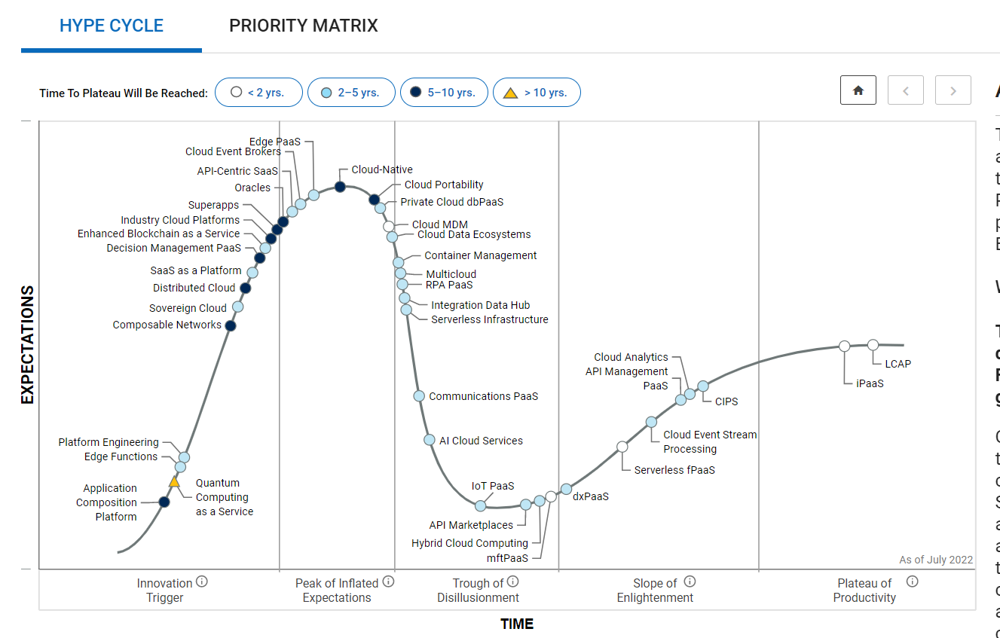 HYPE CYCLE
PRIORITY MATRIX
Time To Plateau Will Be Reached:
< 2 yrs.
2–5 yrs.
5–10 yrs.
> 10 yrs.
EXPECTATIONS
Edge PaaS
Cloud Event Brokers
API-Centric SaaS
Oracles
Superapps
Industry Cloud Platforms
Enhanced Blockchain as a Service
Decision Management PaaS
SaaS as a Platform
Distributed Cloud
Sovereign Cloud
Composable Networks
Platform Engineering
Edge Functions
Application
Composition
Platform
Quantum
Computing
as a Service
Cloud-Native
Cloud Portability
Private Cloud dbPaaS
Cloud MDM
Cloud Data Ecosystems
Container Management
Multicloud
RPA PaaS
Integration Data Hub
Serverless Infrastructure
Communications PaaS
AI Cloud Services
IoT PaaS
API Marketplaces
Hybrid Cloud Computing
mftPaaS
dxPaaS
Cloud Analytics
API Management
PaaS
CIPS
Cloud Event Stream
Processing
Serverless fPaaS
LCAP
iPaaS
As of July 2022
Innovation
Trigger
Peak of Inflated
Expectations
Trough of
Disillusionment
Slope of
Enlightenment
Plateau of
Productivity
TIME